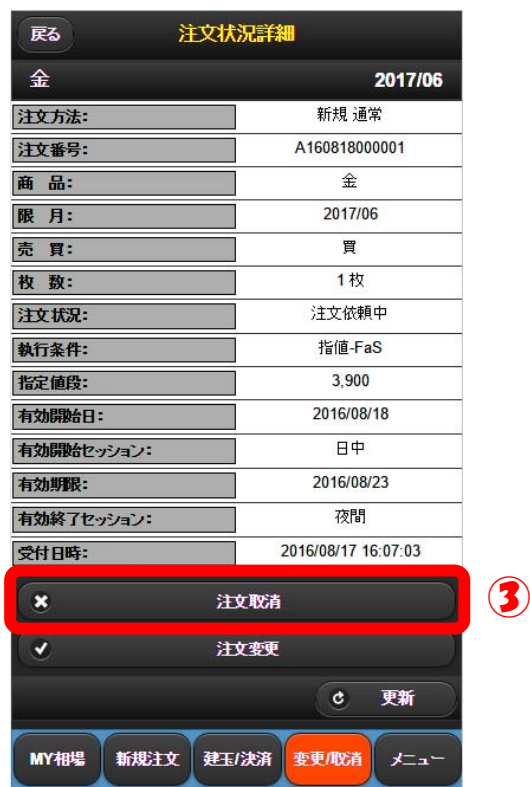 戻る 注文状況詳細
金 2017/06
注文方法: 新規 通常
注文番号: A160818000001
商 品: 金
限 月: 2017/06
売 買: 買
枚 数: 1 枚
注文状況: 注文依頼中
執行条件: 指値-FaS
指定値段: 3,900
有効開始日: 2016/08/18
有効開始セッション: 日中
有効期限: 2016/08/23
有効終了セッション: 夜間
受付日時: 2016/08/17 16:07:03
注文取消 ③
注文変更
更新
MY相場 新規注文 建玉/決済 変更/取消 メニュー